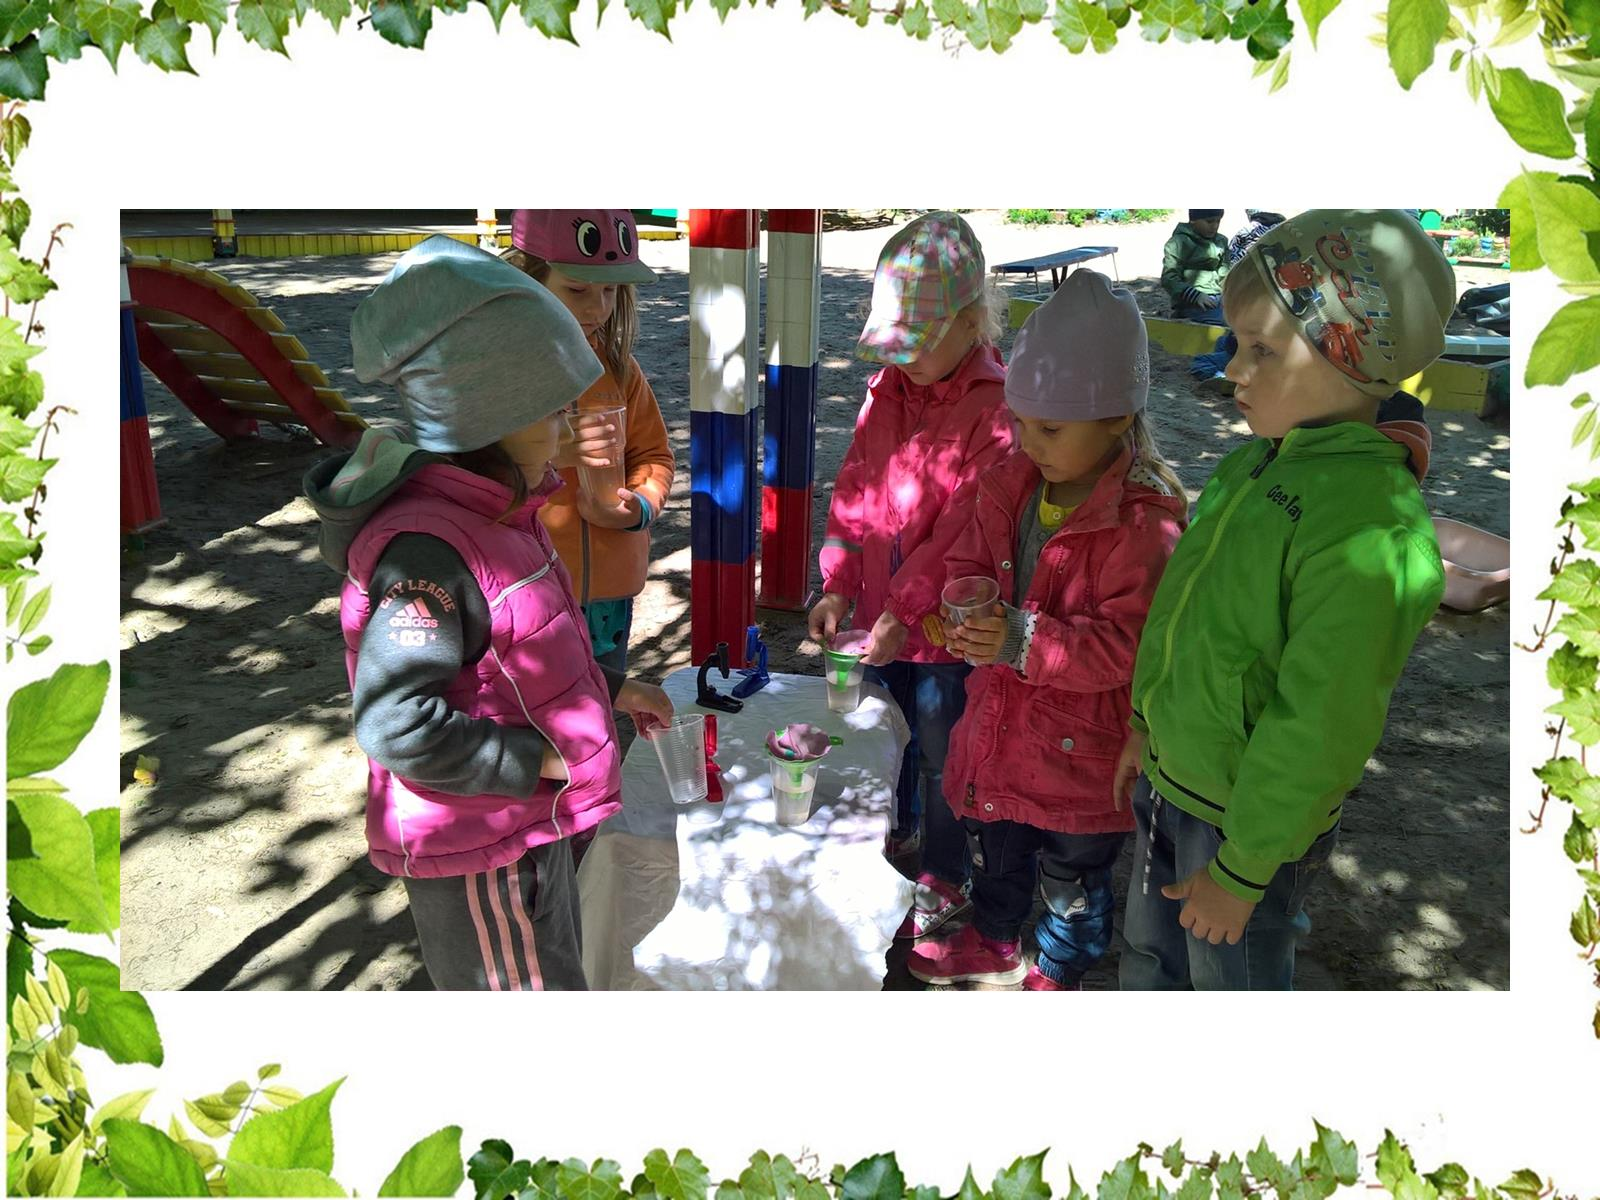 CITY LEAGUE
adidas
03
Gee Jay